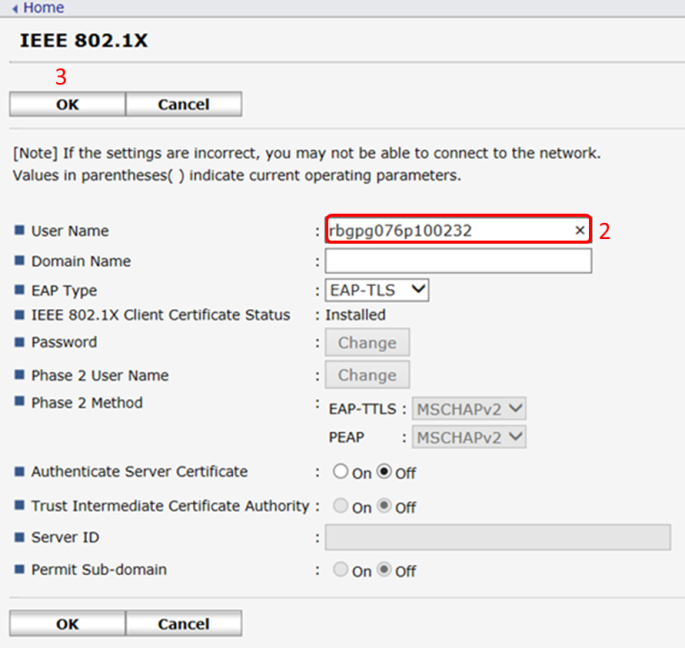 Home
IEEE 802.1X
3
OK Cancel
[Note] If the settings are incorrect, you may not be able to connect to the network.
Values in parentheses( ) indicate current operating parameters.
User Name : rbgpg076p100232 × 2
Domain Name :
EAP Type : EAP-TLS
IEEE 802.1X Client Certificate Status : Installed
Password : Change
Phase 2 User Name : Change
Phase 2 Method : EAP-TTLS : MSCHAPv2
PEAP : MSCHAPv2
Authenticate Server Certificate : On Off
Trust Intermediate Certificate Authority : On Off
Server ID :
Permit Sub-domain : On Off
OK Cancel